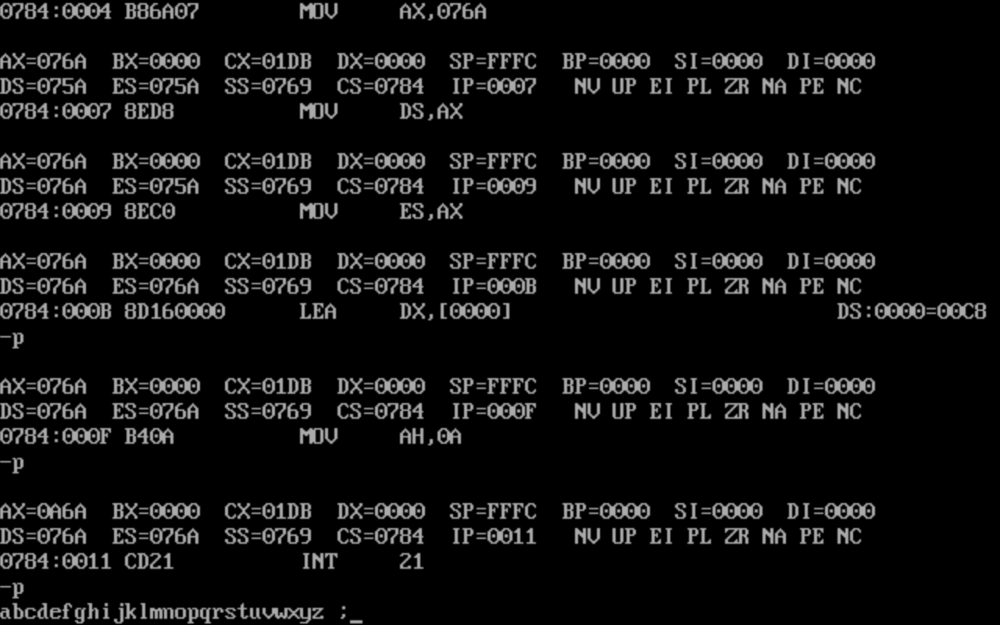 0784:0004 B86A07        MOV     AX,076A
AX=076A  BX=0000  CX=01DB  DX=0000  SP=FFFC  BP=0000  SI=0000  DI=0000
DS=075A  ES=075A  SS=0769  CS=0784  IP=0007   NV UP EI PL ZR NA PE NC
0784:0007 8ED8          MOV     DS,AX
AX=076A  BX=0000  CX=01DB  DX=0000  SP=FFFC  BP=0000  SI=0000  DI=0000
DS=076A  ES=075A  SS=0769  CS=0784  IP=0009   NV UP EI PL ZR NA PE NC
0784:0009 8EC0          MOV     ES,AX
AX=076A  BX=0000  CX=01DB  DX=0000  SP=FFFC  BP=0000  SI=0000  DI=0000
DS=076A  ES=076A  SS=0769  CS=0784  IP=000B   NV UP EI PL ZR NA PE NC
0784:000B 8D160000      LEA     DX,[0000]                          DS:0000=00C8
-p
AX=076A  BX=0000  CX=01DB  DX=0000  SP=FFFC  BP=0000  SI=0000  DI=0000
DS=076A  ES=076A  SS=0769  CS=0784  IP=000F   NV UP EI PL ZR NA PE NC
0784:000F B40A          MOV     AH,0A
-p
AX=0A6A  BX=0000  CX=01DB  DX=0000  SP=FFFC  BP=0000  SI=0000  DI=0000
DS=076A  ES=076A  SS=0769  CS=0784  IP=0011   NV UP EI PL ZR NA PE NC
0784:0011 CD21          INT     21
-p
abcdefghijklmnopqrstuvwxyz ;_